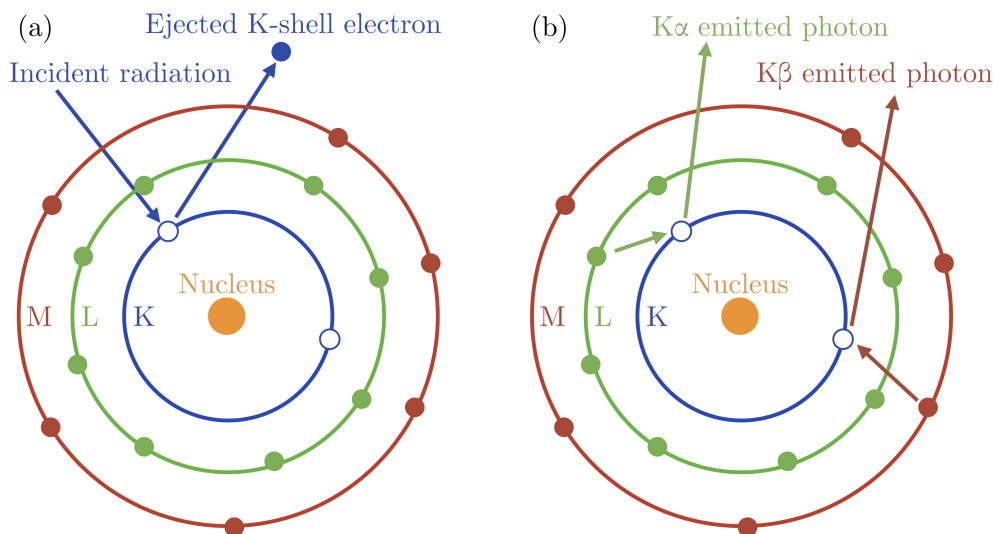 (a)
Ejected K-shell electron
Incident radiation
Nucleus
M L K
(b)
Kα emitted photon
Kβ emitted photon
Nucleus
M L K